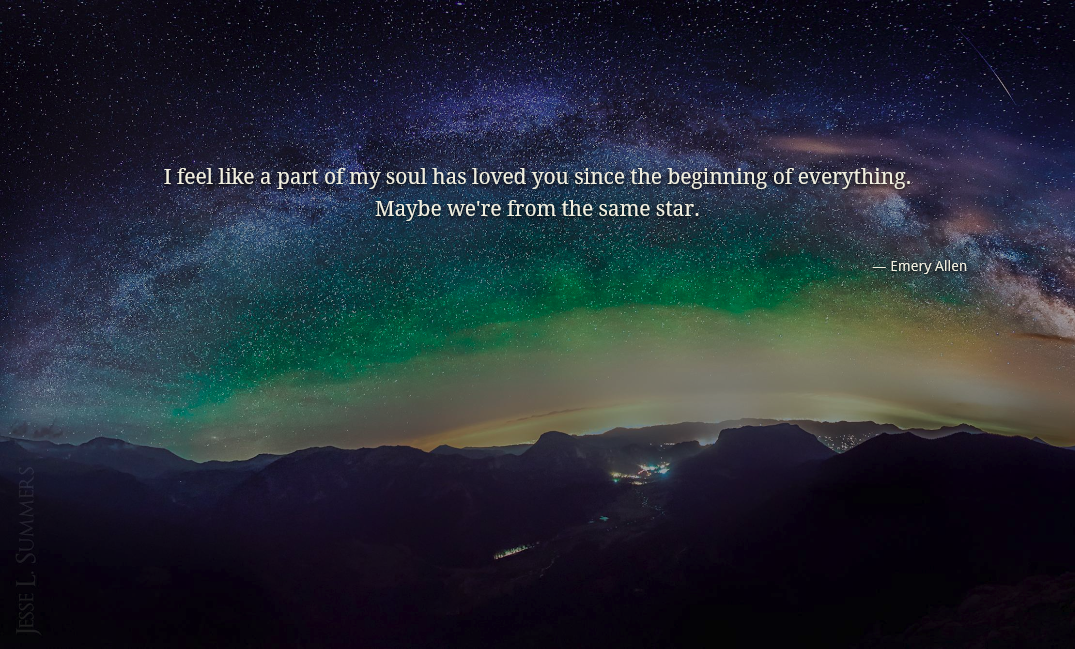 I feel like a part of my soul has loved you since the beginning of everything.
Maybe we're from the same star.
— Emery Allen
Jesse L. Summers